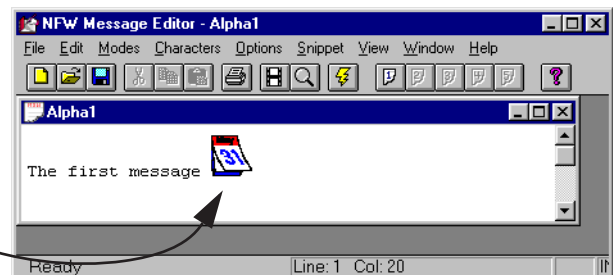 NFW Message Editor - Alpha1
File Edit Modes Characters Options Snippet View Window Help
Alpha1
31
The first message
Ready Line: 1 Col: 20